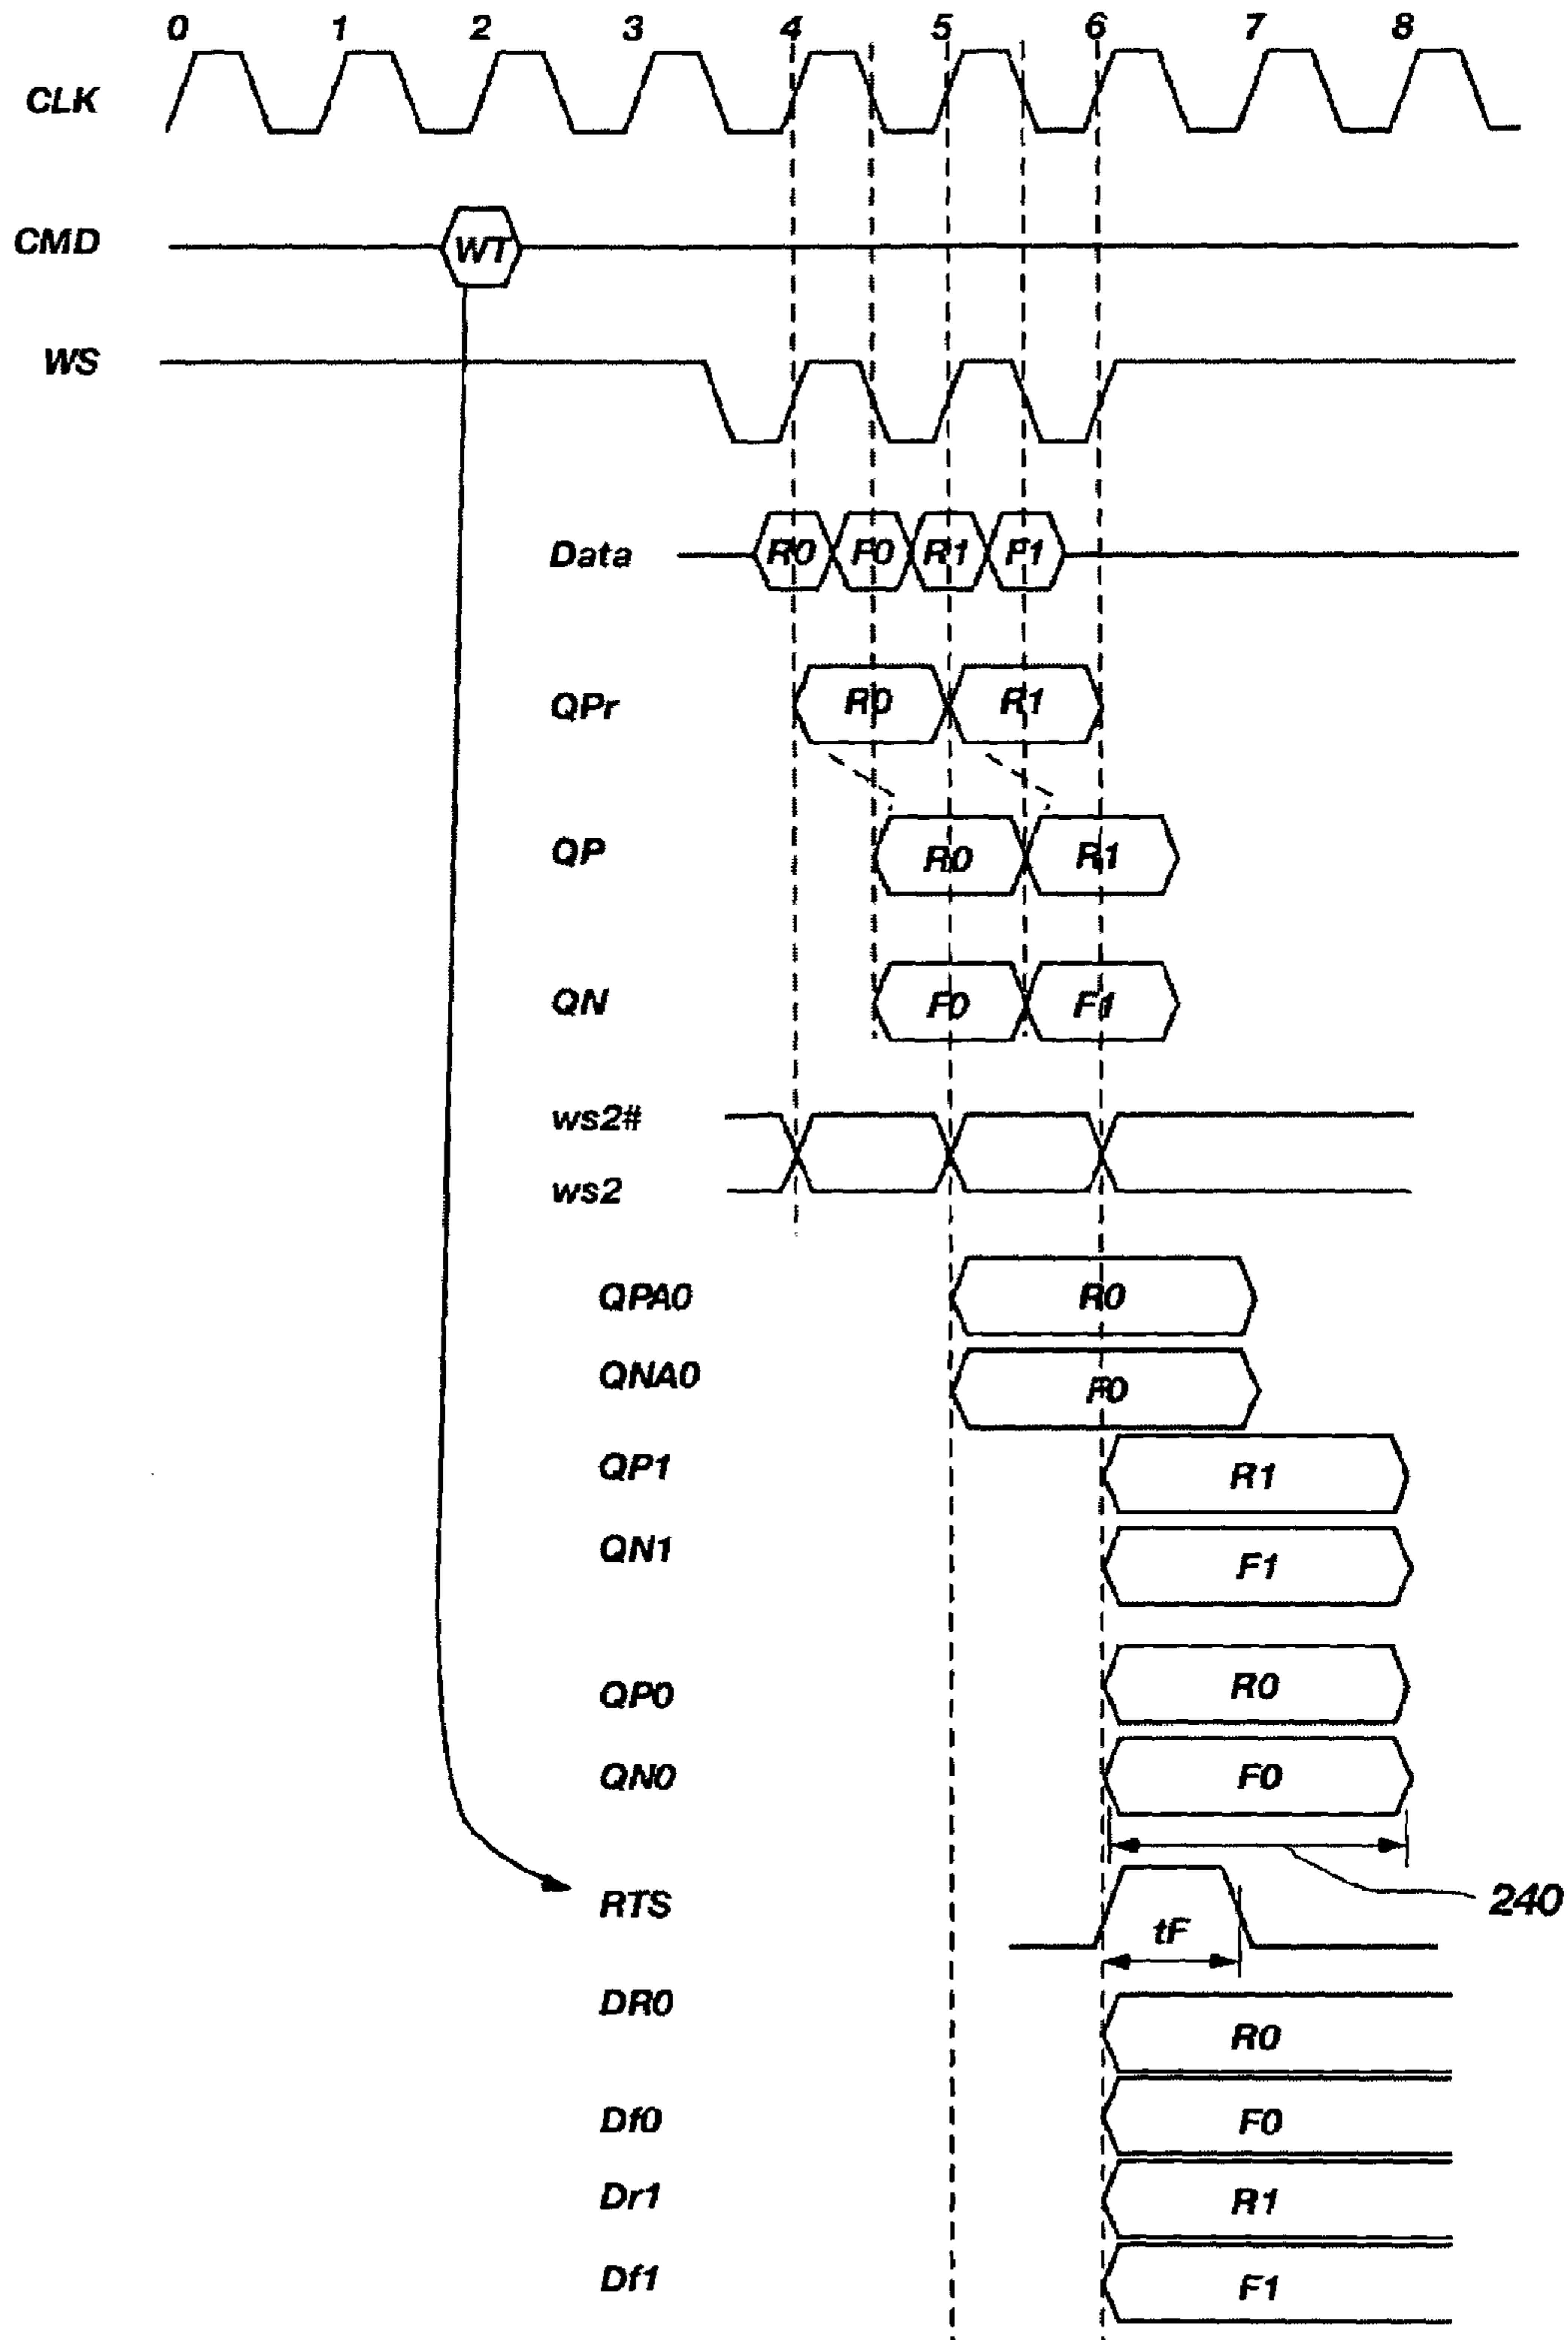 0 1 2 3 4 5 6 7 8
CLK
CMD WT
WS
Data R0 F0 R1 F1
QPr R0 R1
QP R0 R1
QN F0 F1
ws2#
ws2
QPA0 R0
QNA0 F0
QP1 R1
QN1 F1
QP0 R0
QN0 F0
RTS tF 240
DR0 R0
Df0 F0
Dr1 R1
Df1 F1